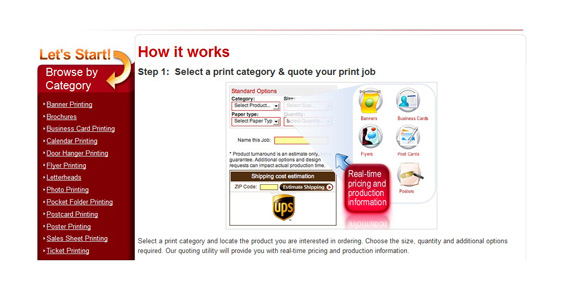 Let's Start!
Browse by
Category
Banner Printing
Brochures
Business Card Printing
Calendar Printing
Door Hanger Printing
Flyer Printing
Letterheads
Photo Printing
Pocket Folder Printing
Postcard Printing
Poster Printing
Sales Sheet Printing
Ticket Printing
How it works
Step 1: Select a print category & quote your print job
Standard Options
Category:
Select Product...
Paper type:
Select Paper Typ
Quantity:
Name this Job:
* Product turnaround is an estimate only,
guarantee. Additional options and design
requests can impact actual production time.
Shipping cost estimation
ZIP Code:
Estimate Shipping
ups
Banners
Business Cards
Flyers
Post Cards
Posters
Real-time
pricing and
production
information
Select a print category and locate the product you are interested in ordering. Choose the size, quantity and additional options
required. Our quoting utility will provide you with real-time pricing and production information.